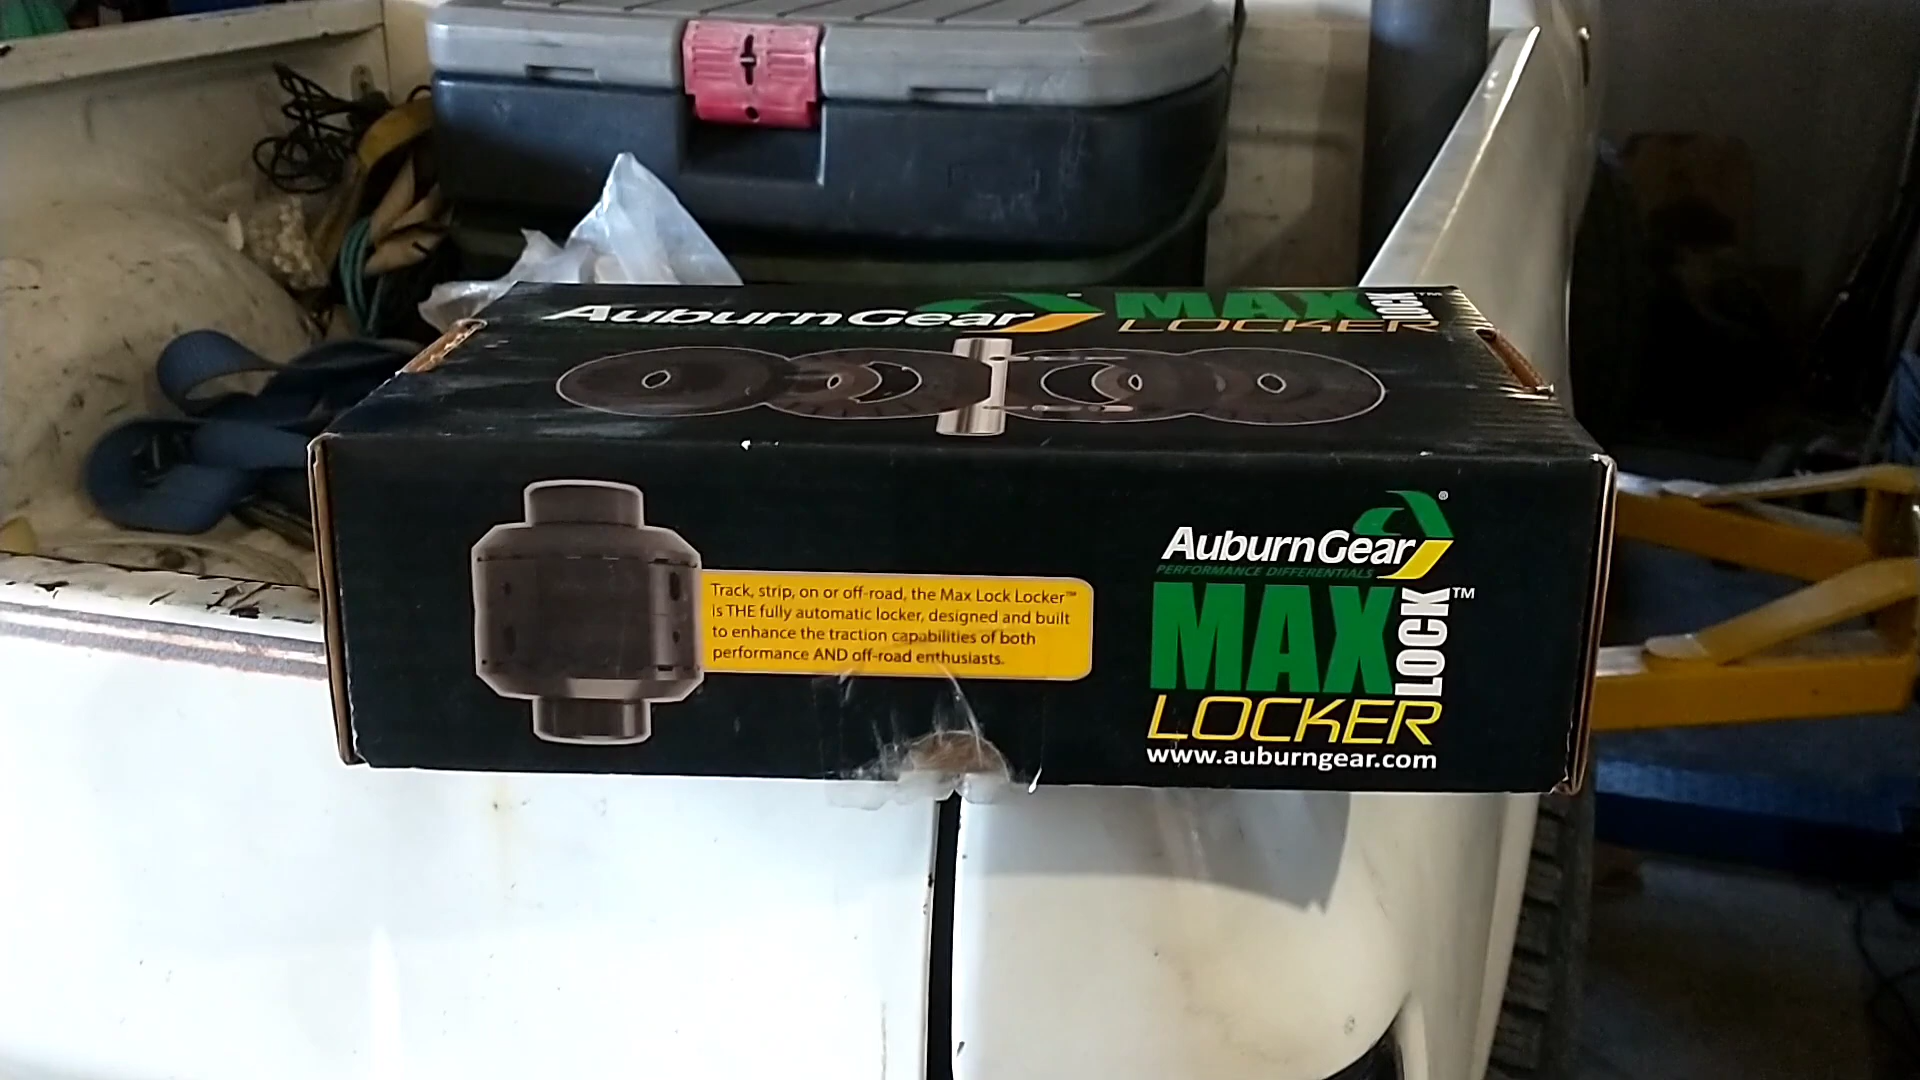 AuburnGear
MAX LOCK™
LOCKER
Track, strip, on or off-road, the Max Lock Locker™
is THE fully automatic locker, designed and built
to enhance the traction capabilities of both
performance AND off-road enthusiasts.
AuburnGear®
PERFORMANCE DIFFERENTIALS
MAX LOCK™
LOCKER
www.auburngear.com